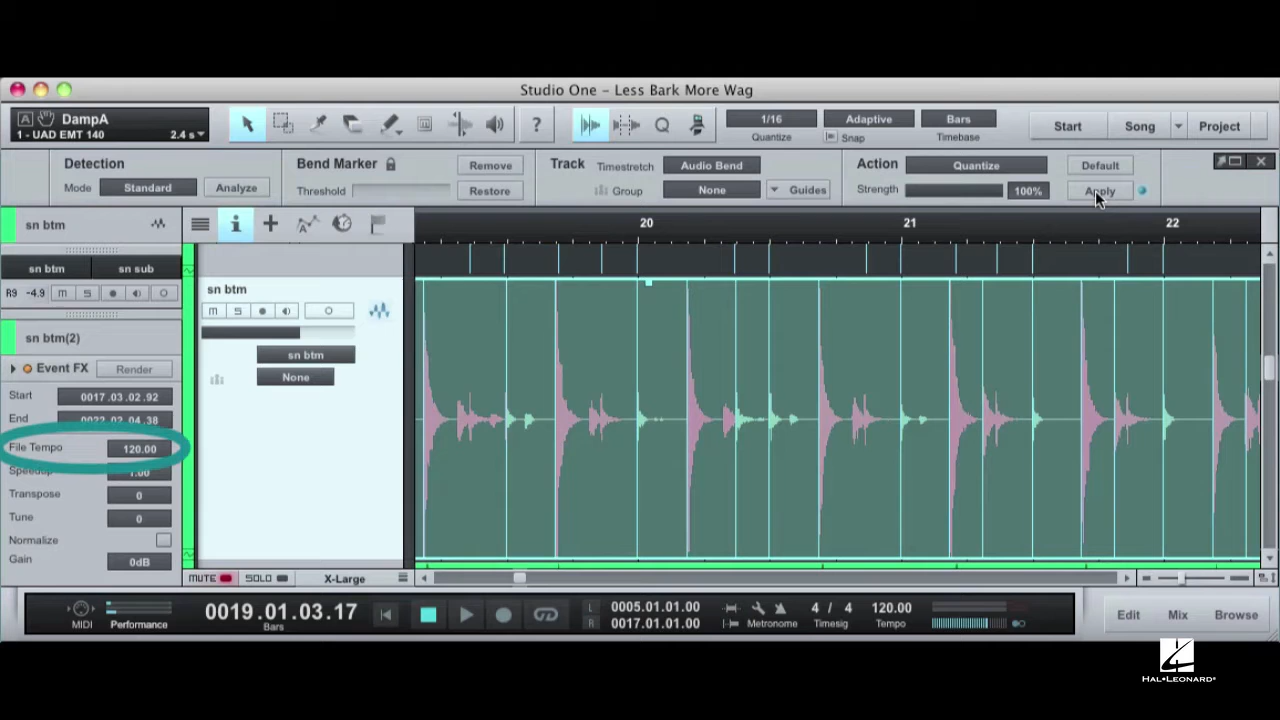 Studio One - Less Bark More Wag
A DampA
1 - UAD EMT 140 2.4 s
?
Q
1/16
Quantize
Adaptive
Snap
Bars
Timebase
Start
Song
Project
Detection
Mode Standard Analyze
Bend Marker Remove
Threshold Restore
Track Timestretch Audio Bend
Group None Guides
Action Quantize Default
Strength 100% Apply
sn btm
sn btm sn sub
R9 -4.9 M S
sn btm(2)
Event FX Render
Start 0017.03.02.92
End 0022.02.04.38
File Tempo 120.00
Speedup 1.00
Transpose 0
Tune 0
Normalize
Gain 0dB
i
20 21 22
sn btm
M S
sn btm
None
MUTE SOLO X-Large
MIDI Performance
0019.01.03.17
Bars
L 0005.01.01.00
R 0017.01.01.00
Metronome
4 / 4
Timesig
120.00
Tempo
Edit Mix Browse
HAL•LEONARD®